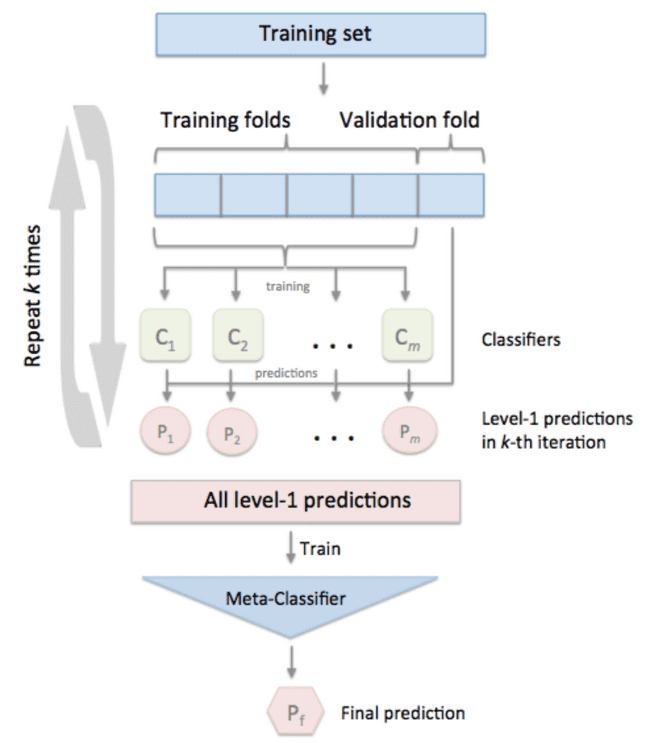 Training set
Training folds
Validation fold
Repeat k times
training
C1
C2
. . .
Cm
Classifiers
predictions
P1
P2
. . .
Pm
Level-1 predictions
in k-th iteration
All level-1 predictions
Train
Meta-Classifier
Pf
Final prediction